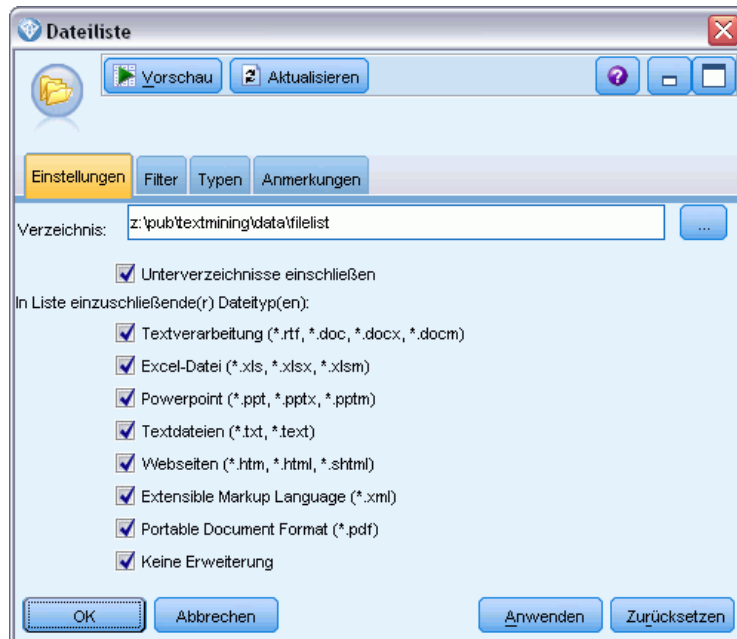 Dateiliste
Vorschau
Aktualisieren
?
Einstellungen
Filter
Typen
Anmerkungen
Verzeichnis:
z:\pub\textmining\data\filelist
...
Unterverzeichnisse einschließen
In Liste einzuschließende(r) Dateityp(en):
Textverarbeitung (*.rtf, *.doc, *.docx, *.docm)
Excel-Datei (*.xls, *.xlsx, *.xlsm)
Powerpoint (*.ppt, *.pptx, *.pptm)
Textdateien (*.txt, *.text)
Webseiten (*.htm, *.html, *.shtml)
Extensible Markup Language (*.xml)
Portable Document Format (*.pdf)
Keine Erweiterung
OK
Abbrechen
Anwenden
Zurücksetzen